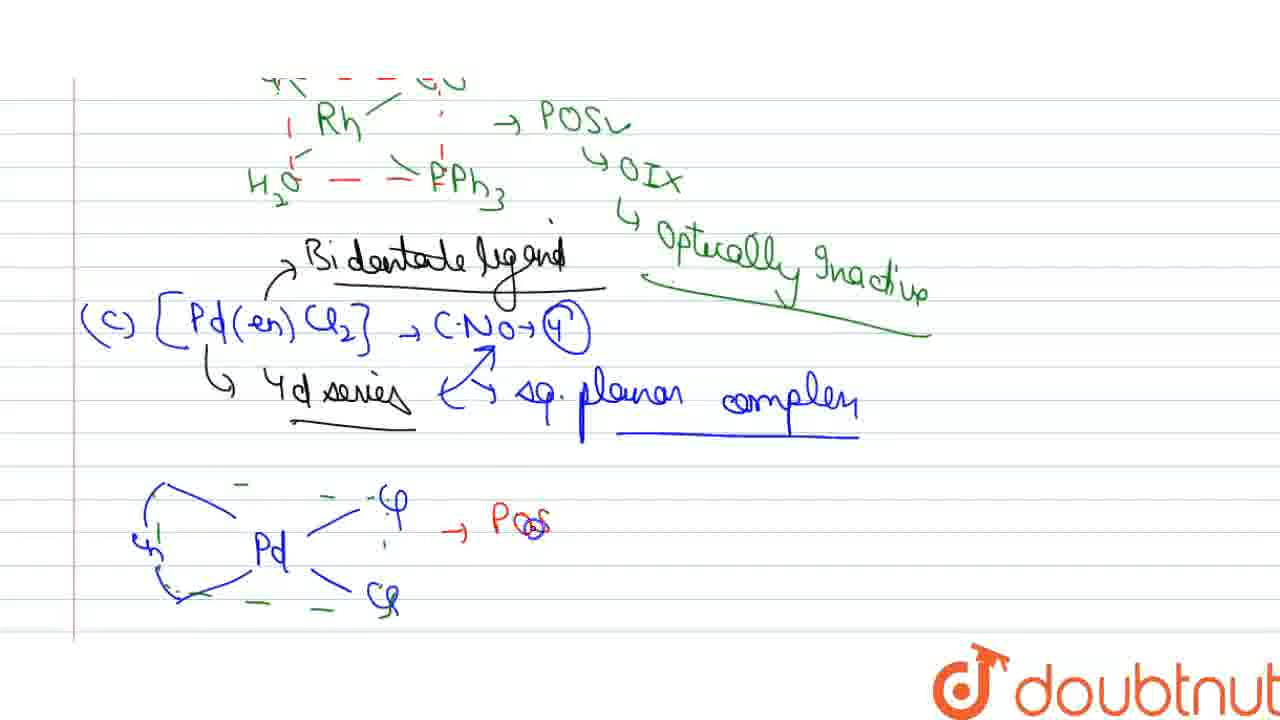 Rh → POS✓
H₂O PPh₃ ↳ OIX
↳ Optically Inactive
→ Bidentate ligand
(C) [Pd(en)Cl₂] → C.NO → 4
↳ 4d series → sq. planar complex
Cl
en Pd → POS
Cl
doubtnut